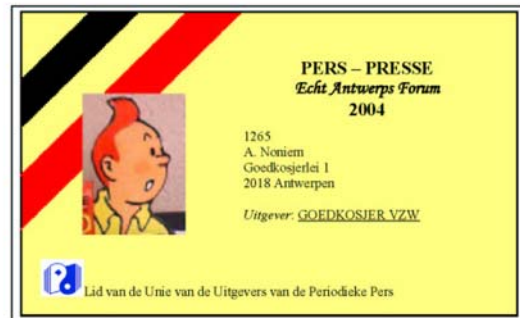 PERS – PRESSE
Echt Antwerps Forum
2004
1265
A. Noniem
Goedkosjerlei 1
2018 Antwerpen
Uitgever: GOEDKOSJER VZW
Lid van de Unie van de Uitgevers van de Periodieke Pers